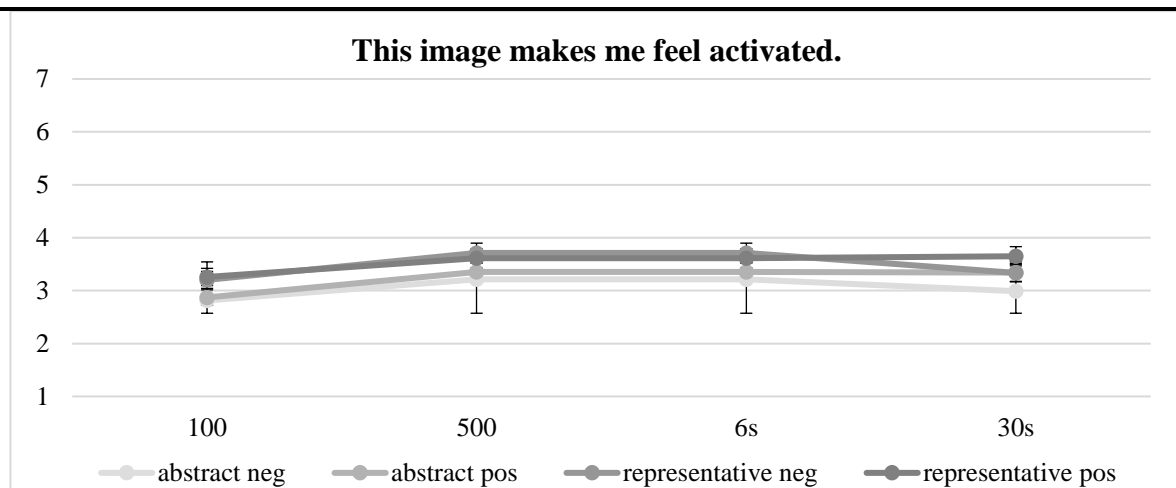 This image makes me feel activated.
7
6
5
4
3
2
1
100 500 6s 30s
abstract neg abstract pos representative neg representative pos